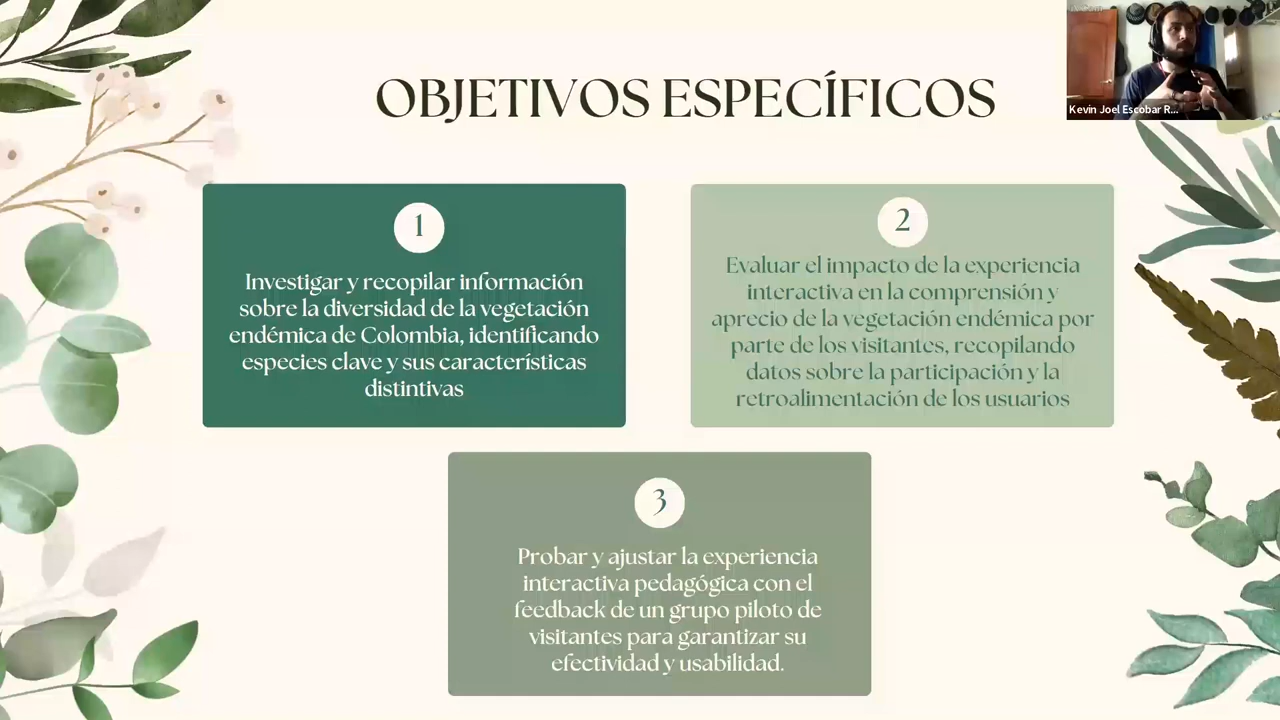 OBJETIVOS ESPECÍFICOS
Kevin Joel Escobar R...
1
Investigar y recopilar información
sobre la diversidad de la vegetación
endémica de Colombia, identificando
especies clave y sus características
distintivas
2
Evaluar el impacto de la experiencia
interactiva en la comprensión y
aprecio de la vegetación endémica por
parte de los visitantes, recopilando
datos sobre la participación y la
retroalimentación de los usuarios
3
Probar y ajustar la experiencia
interactiva pedagógica con el
feedback de un grupo piloto de
visitantes para garantizar su
efectividad y usabilidad.